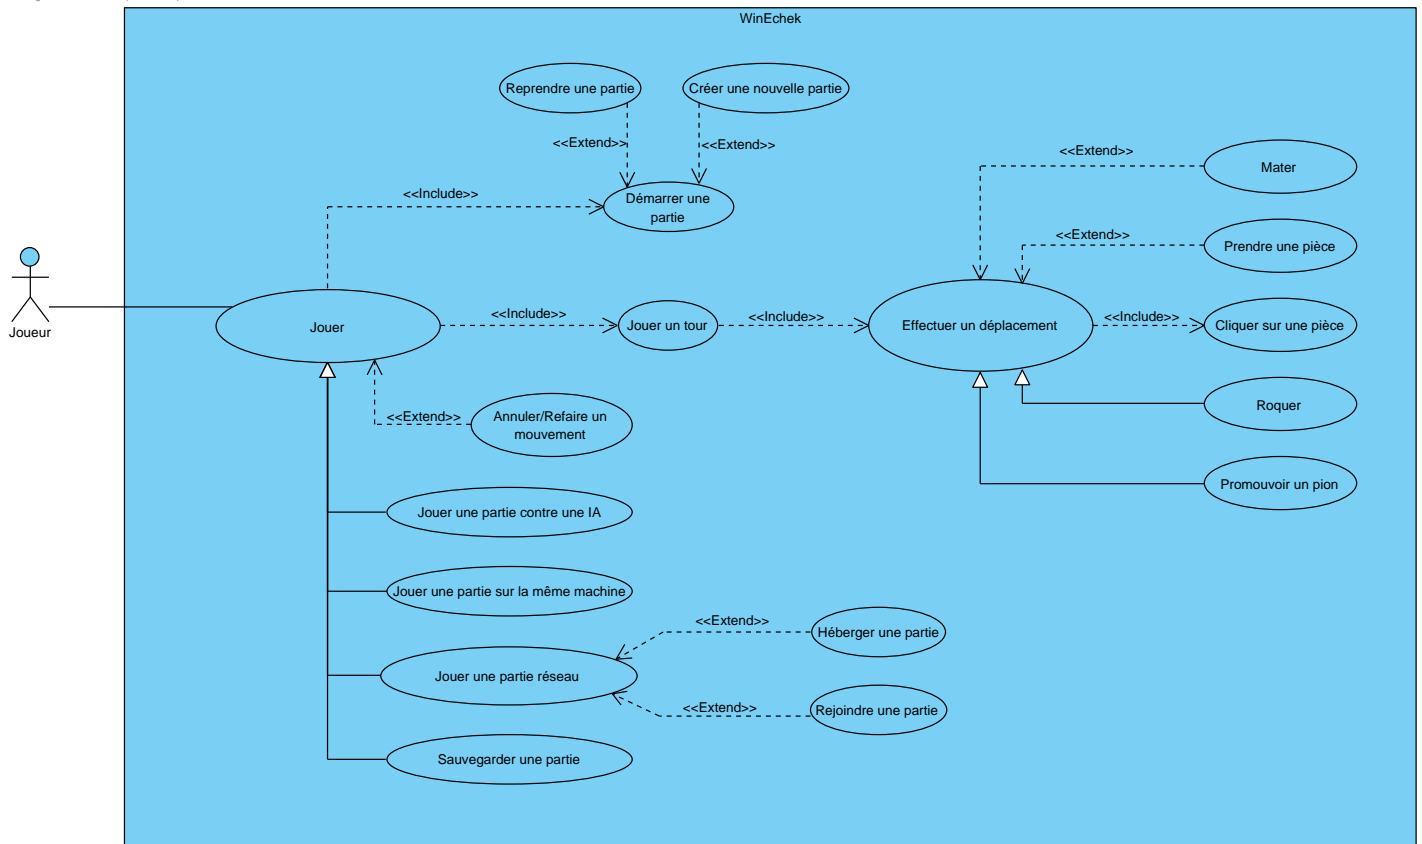 WinEchek
Reprendre une partie
Créer une nouvelle partie
<<Extend>>
<<Extend>>
<<Extend>>
Mater
<<Include>>
Démarrer une
partie
<<Extend>>
Prendre une pièce
Joueur
Jouer
<<Include>>
Jouer un tour
<<Include>>
Effectuer un déplacement
<<Include>>
Cliquer sur une pièce
<<Extend>>
Annuler/Refaire un
mouvement
Roquer
Promouvoir un pion
Jouer une partie contre une IA
Jouer une partie sur la même machine
<<Extend>>
Héberger une partie
Jouer une partie réseau
<<Extend>>
Rejoindre une partie
Sauvegarder une partie